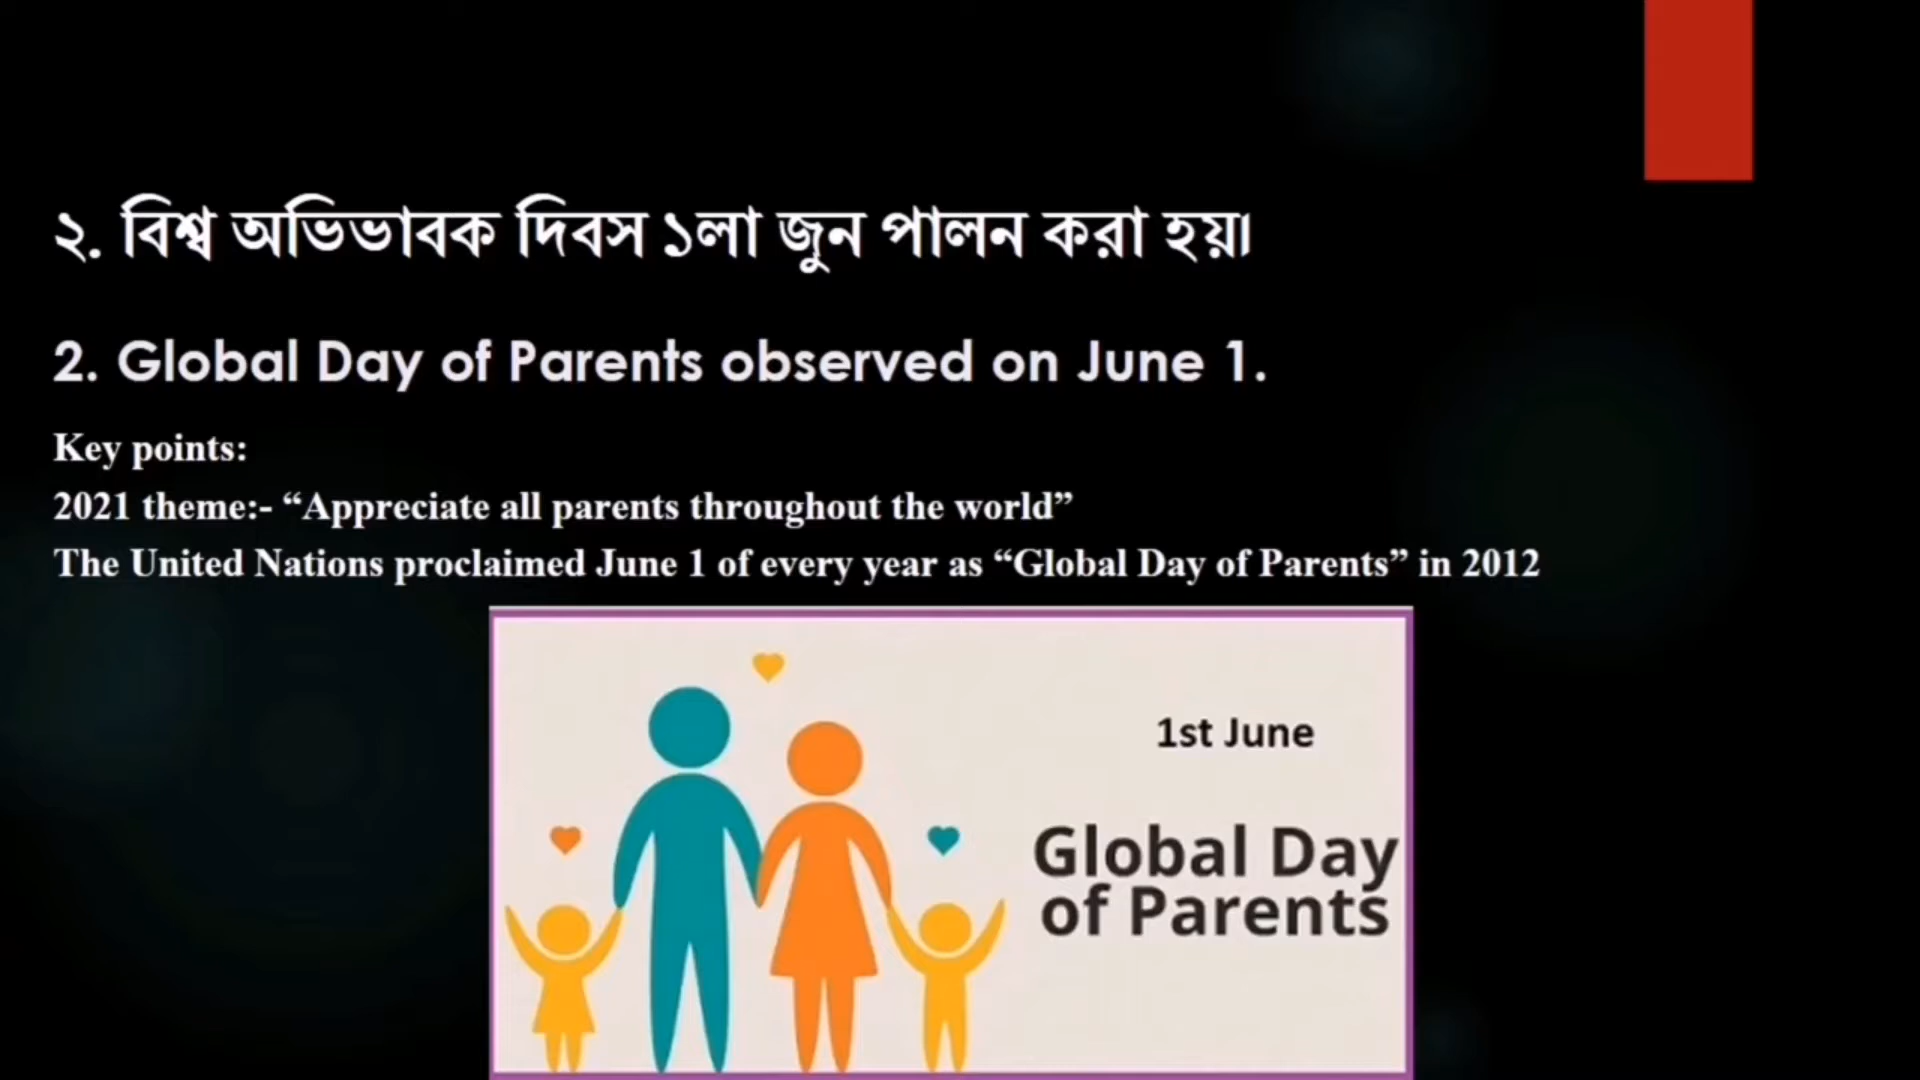 ২. বিশ্ব অভিভাবক দিবস ১লা জুন পালন করা হয়।
2. Global Day of Parents observed on June 1.
Key points:
2021 theme:- “Appreciate all parents throughout the world”
The United Nations proclaimed June 1 of every year as “Global Day of Parents” in 2012
1st June
Global Day
of Parents